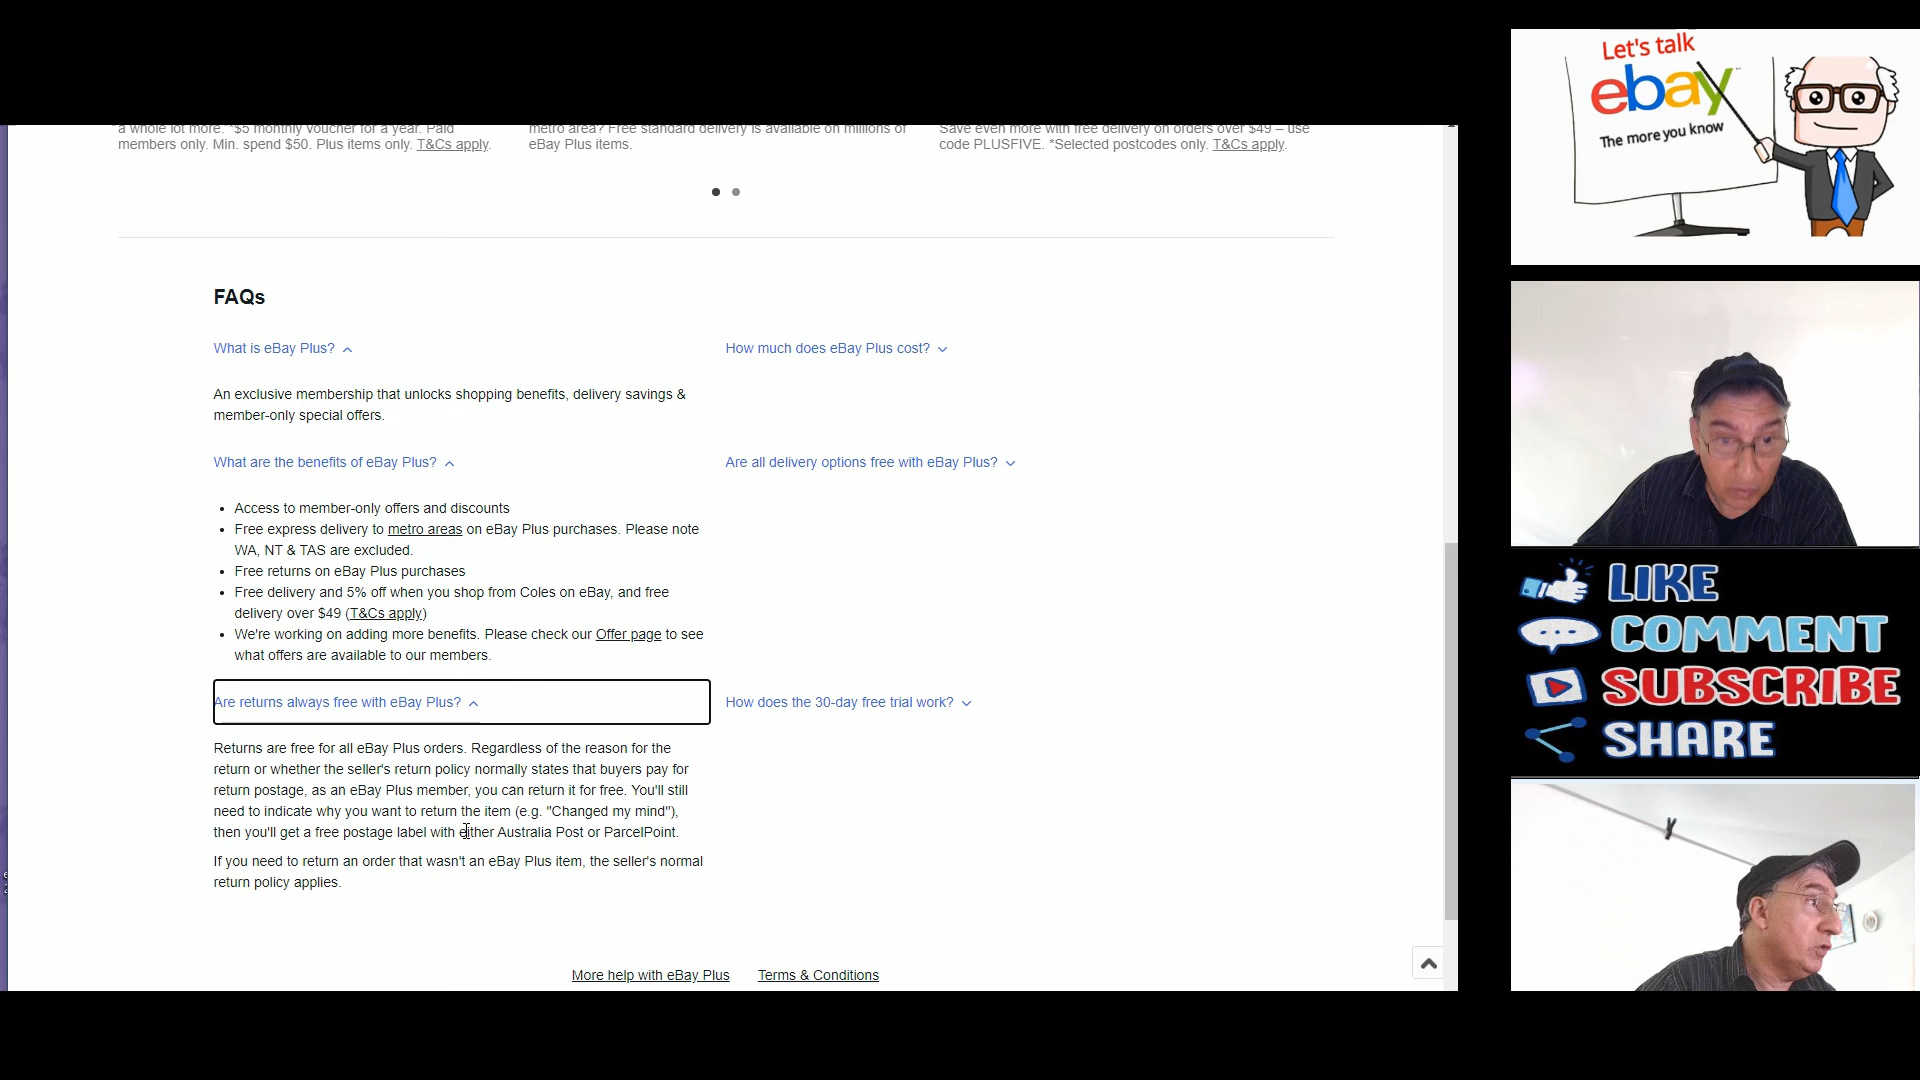 a whole lot more. *$5 monthly voucher for a year. Paid
members only. Min. spend $50. Plus items only. T&Cs apply.
metro area? Free standard delivery is available on millions of
eBay Plus items.
Save even more with free delivery on orders over $49 – use
code PLUSFIVE. *Selected postcodes only. T&Cs apply.
FAQs
What is eBay Plus?
How much does eBay Plus cost?
An exclusive membership that unlocks shopping benefits, delivery savings &
member-only special offers.
What are the benefits of eBay Plus?
Are all delivery options free with eBay Plus?
• Access to member-only offers and discounts
• Free express delivery to metro areas on eBay Plus purchases. Please note
WA, NT & TAS are excluded.
• Free returns on eBay Plus purchases
• Free delivery and 5% off when you shop from Coles on eBay, and free
delivery over $49 (T&Cs apply)
• We're working on adding more benefits. Please check our Offer page to see
what offers are available to our members.
Are returns always free with eBay Plus?
How does the 30-day free trial work?
Returns are free for all eBay Plus orders. Regardless of the reason for the
return or whether the seller's return policy normally states that buyers pay for
return postage, as an eBay Plus member, you can return it for free. You'll still
need to indicate why you want to return the item (e.g. "Changed my mind"),
then you'll get a free postage label with either Australia Post or ParcelPoint.
If you need to return an order that wasn't an eBay Plus item, the seller's normal
return policy applies.
More help with eBay Plus
Terms & Conditions
Let's talk
ebay
The more you know
LIKE
COMMENT
SUBSCRIBE
SHARE